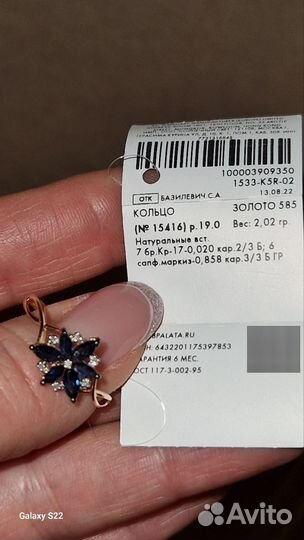 100003909350
1533-K5R-02
13.08.22
ОТК БАЗИЛЕВИЧ С.А.
КОЛЬЦО ЗОЛОТО 585
(№ 15416) р.19.0 Вес: 2,02 гр.
Натуральные вст.
7 бр.Кр-17-0,020 кар.2/3 Б; 6
сапф.маркиз-0,858 кар.3/3 Б ГР
BPALATA.RU
Н: 6432201175397853
АРАНТИЯ 6 МЕС.
ОСТ 117-3-002-95
Galaxy S22
Avito